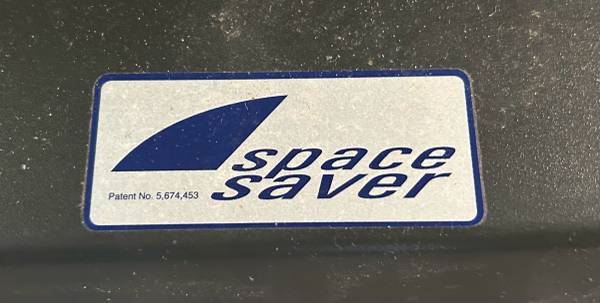 space
saver
Patent No. 5,674,453